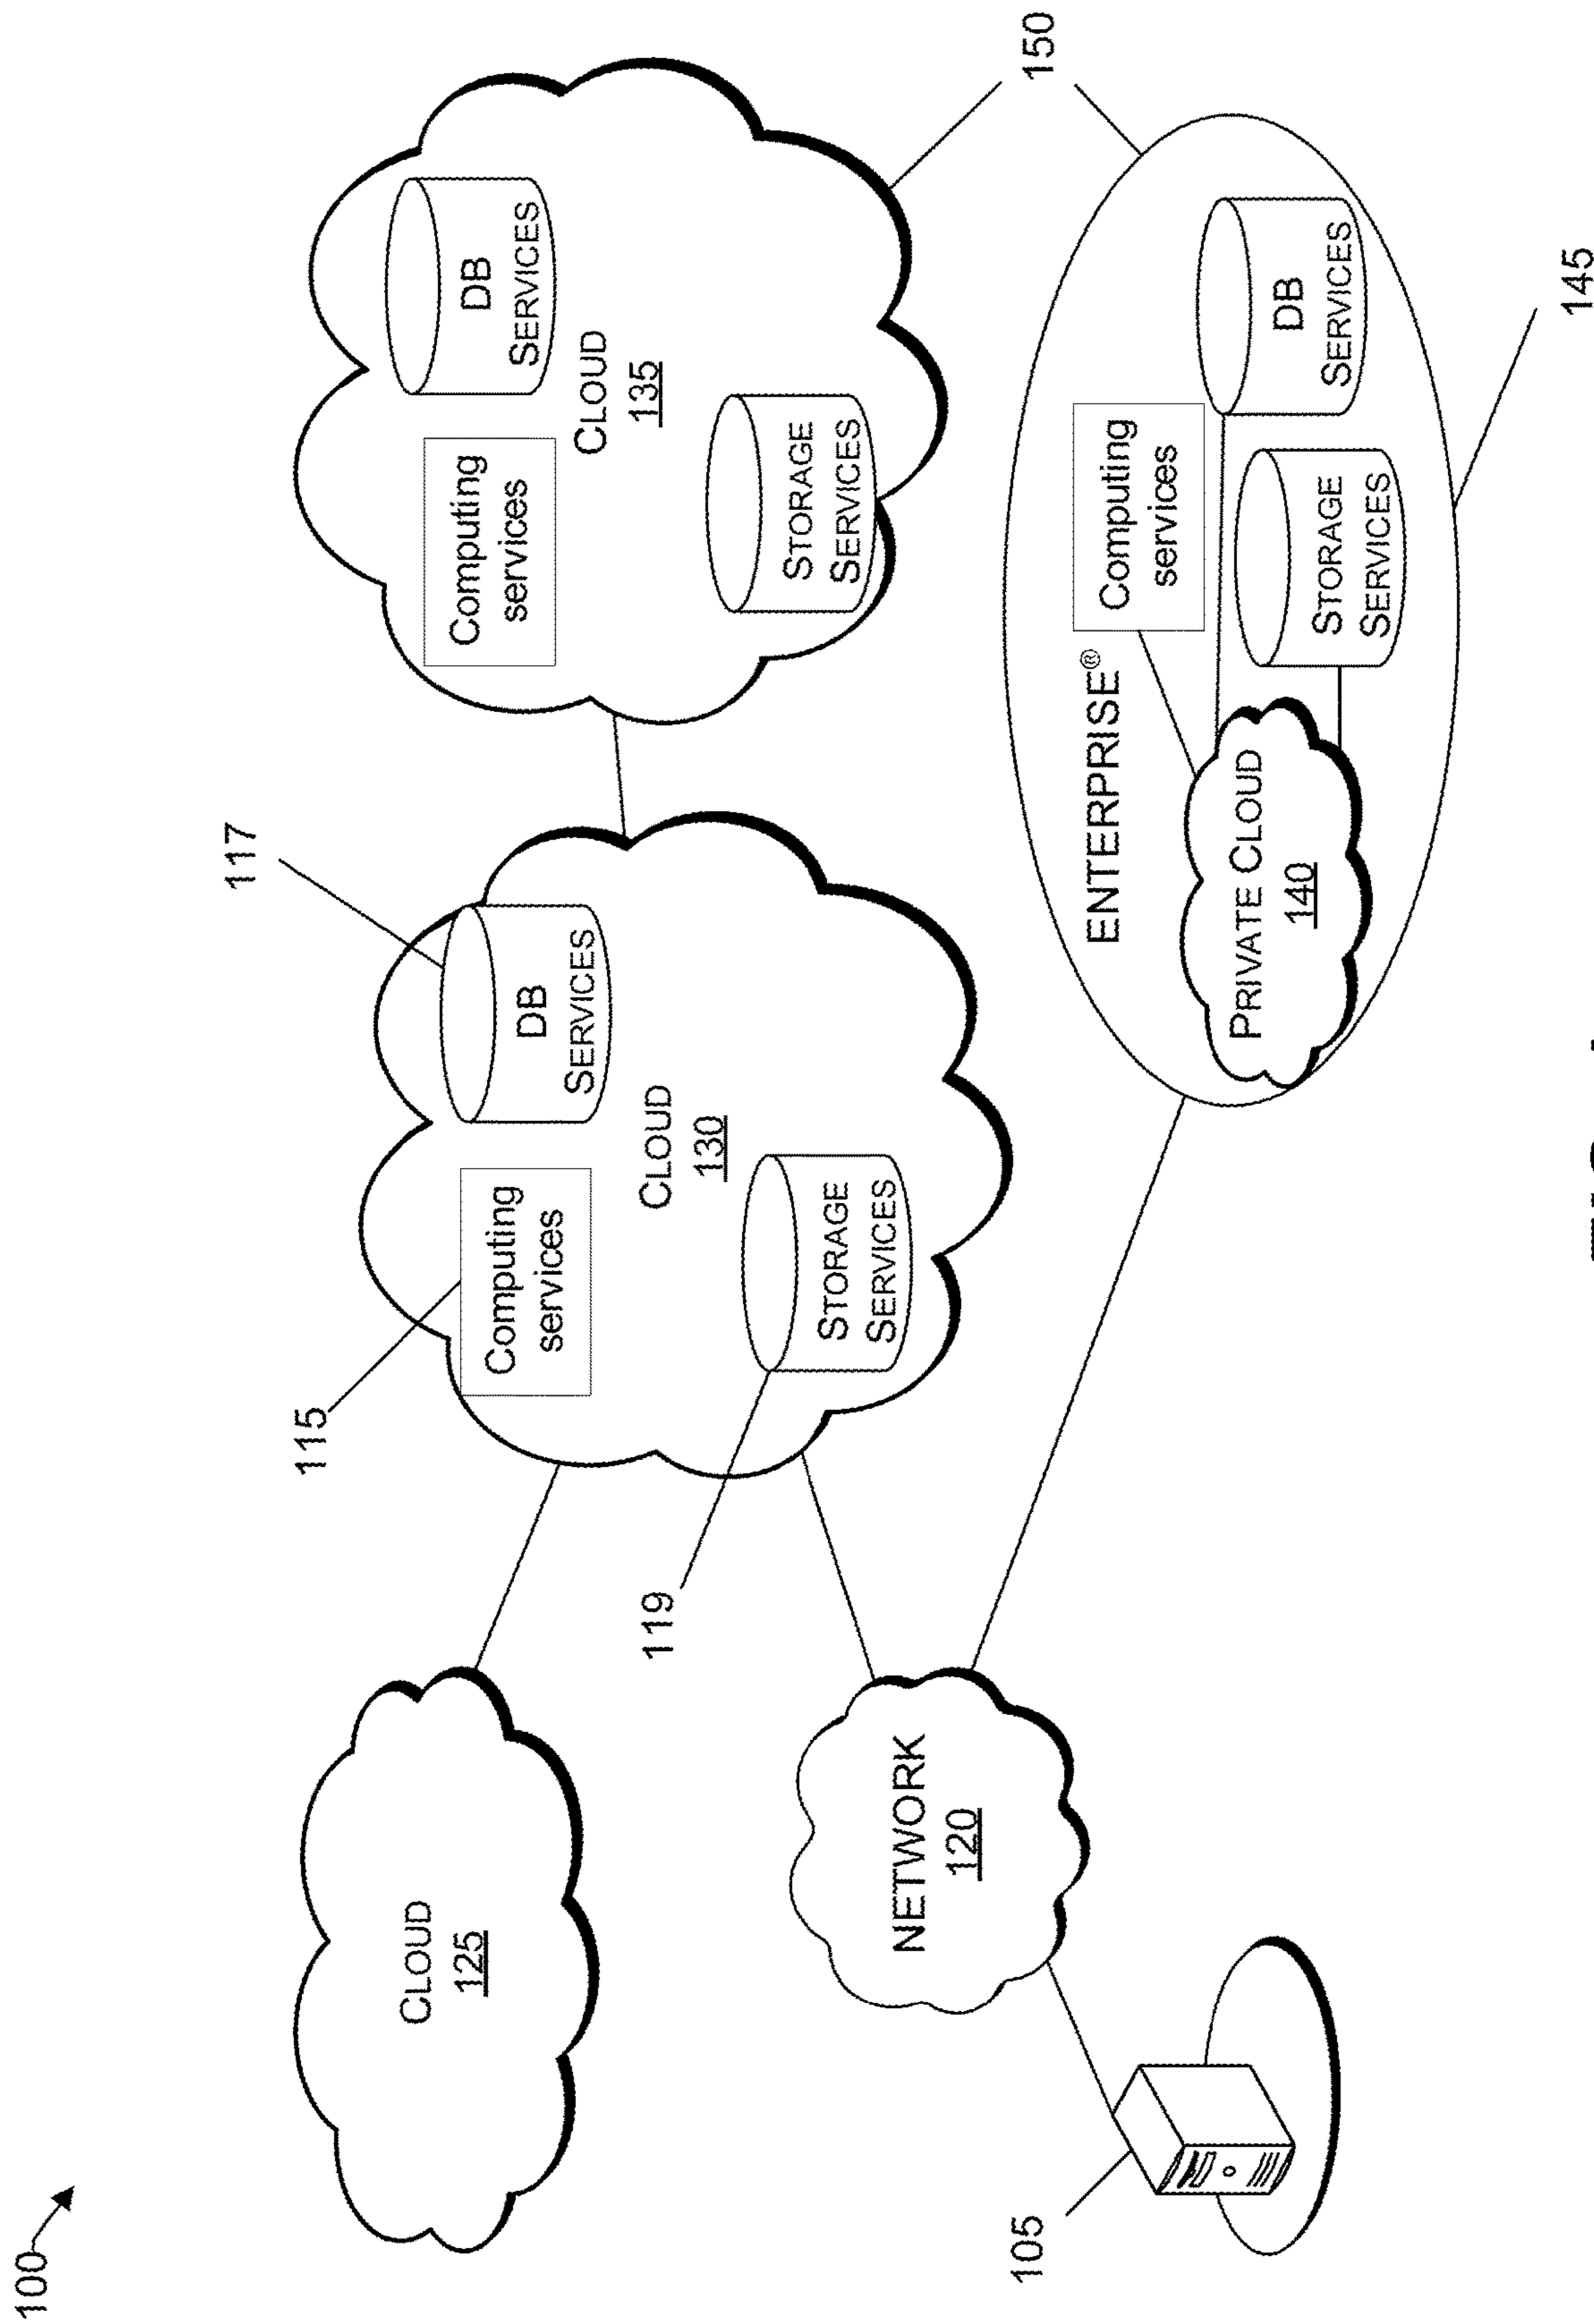 100
CLOUD
125
115
Computing
services
117
DB
SERVICES
CLOUD
130
119
STORAGE
SERVICES
Computing
services
DB
SERVICES
CLOUD
135
STORAGE
SERVICES
150
NETWORK
120
105
ENTERPRISE®
Computing
services
DB
SERVICES
PRIVATE CLOUD
140
STORAGE
SERVICES
145